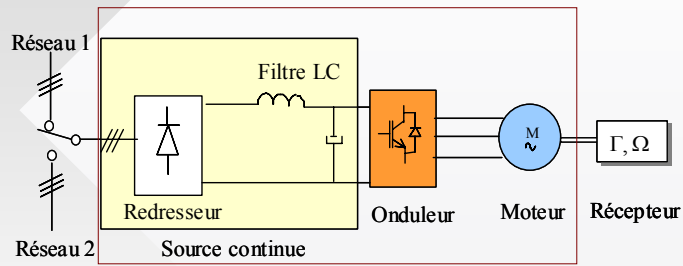 Réseau 1
Filtre LC
M
~
Γ, Ω
Redresseur
Onduleur
Moteur
Récepteur
Réseau 2
Source continue